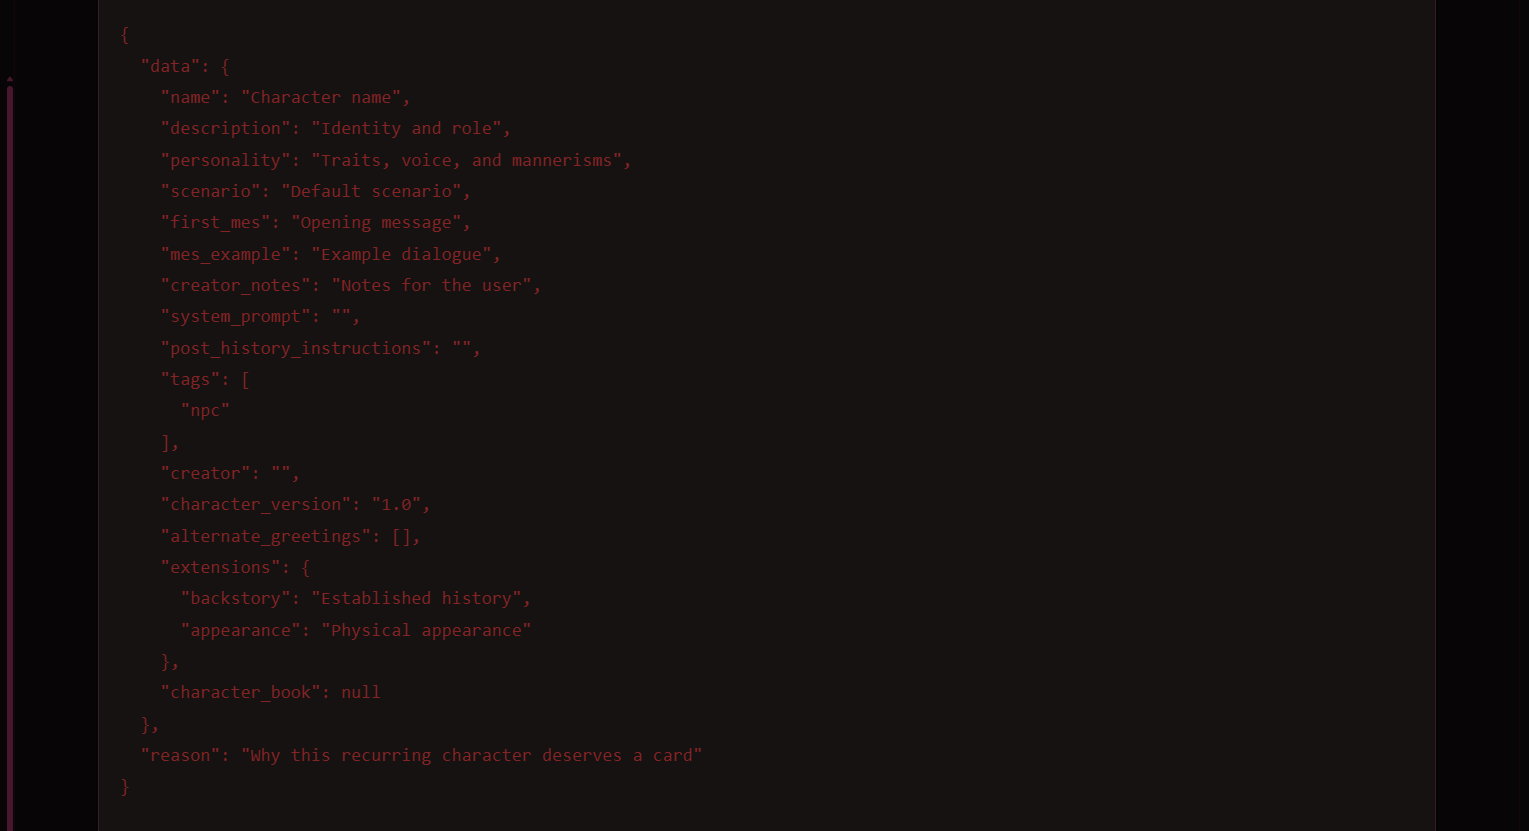 {
"data": {
"name": "Character name",
"description": "Identity and role",
"personality": "Traits, voice, and mannerisms",
"scenario": "Default scenario",
"first_mes": "Opening message",
"mes_example": "Example dialogue",
"creator_notes": "Notes for the user",
"system_prompt": "",
"post_history_instructions": "",
"tags": [
"npc"
],
"creator": "",
"character_version": "1.0",
"alternate_greetings": [],
"extensions": {
"backstory": "Established history",
"appearance": "Physical appearance"
},
"character_book": null
},
"reason": "Why this recurring character deserves a card"
}